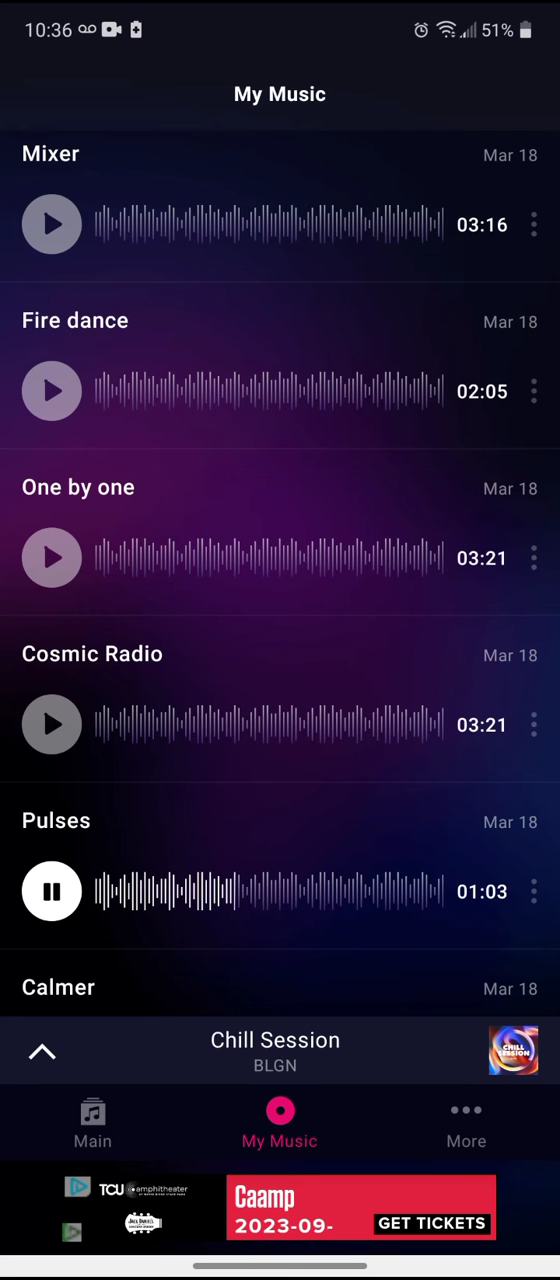 10:36
51%
My Music
Mixer
Mar 18
03:16
Fire dance
Mar 18
02:05
One by one
Mar 18
03:21
Cosmic Radio
Mar 18
03:21
Pulses
Mar 18
01:03
Calmer
Mar 18
Chill Session
BLGN
CHILL
SESSION
Main
My Music
More
TCU amphitheater
Caamp
2023-09-
GET TICKETS